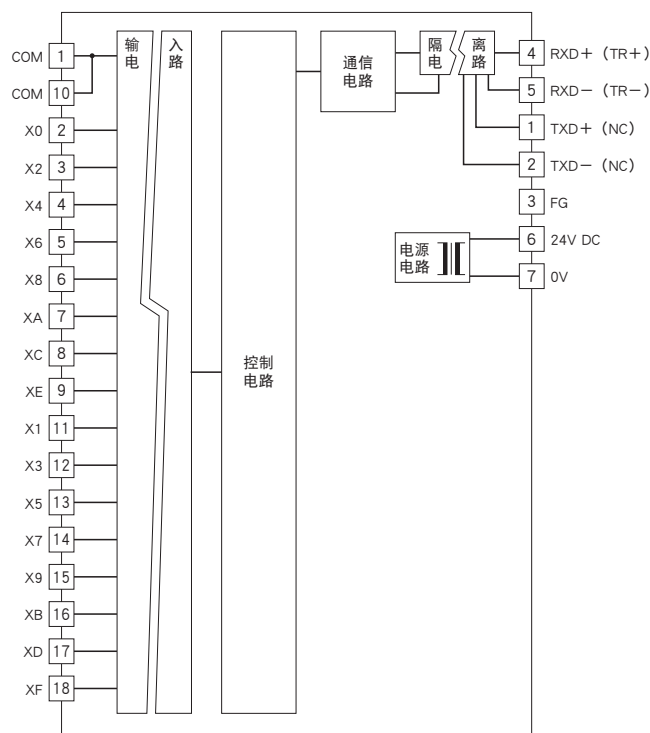 COM 1
COM 10
X0 2
X2 3
X4 4
X6 5
X8 6
XA 7
XC 8
XE 9
X1 11
X3 12
X5 13
X7 14
X9 15
XB 16
XD 17
XF 18
输 入
电 路
控制
电路
通信
电路
隔 离
电 路
电源
电路
4 RXD+ (TR+)
5 RXD− (TR−)
1 TXD+ (NC)
2 TXD− (NC)
3 FG
6 24V DC
7 0V